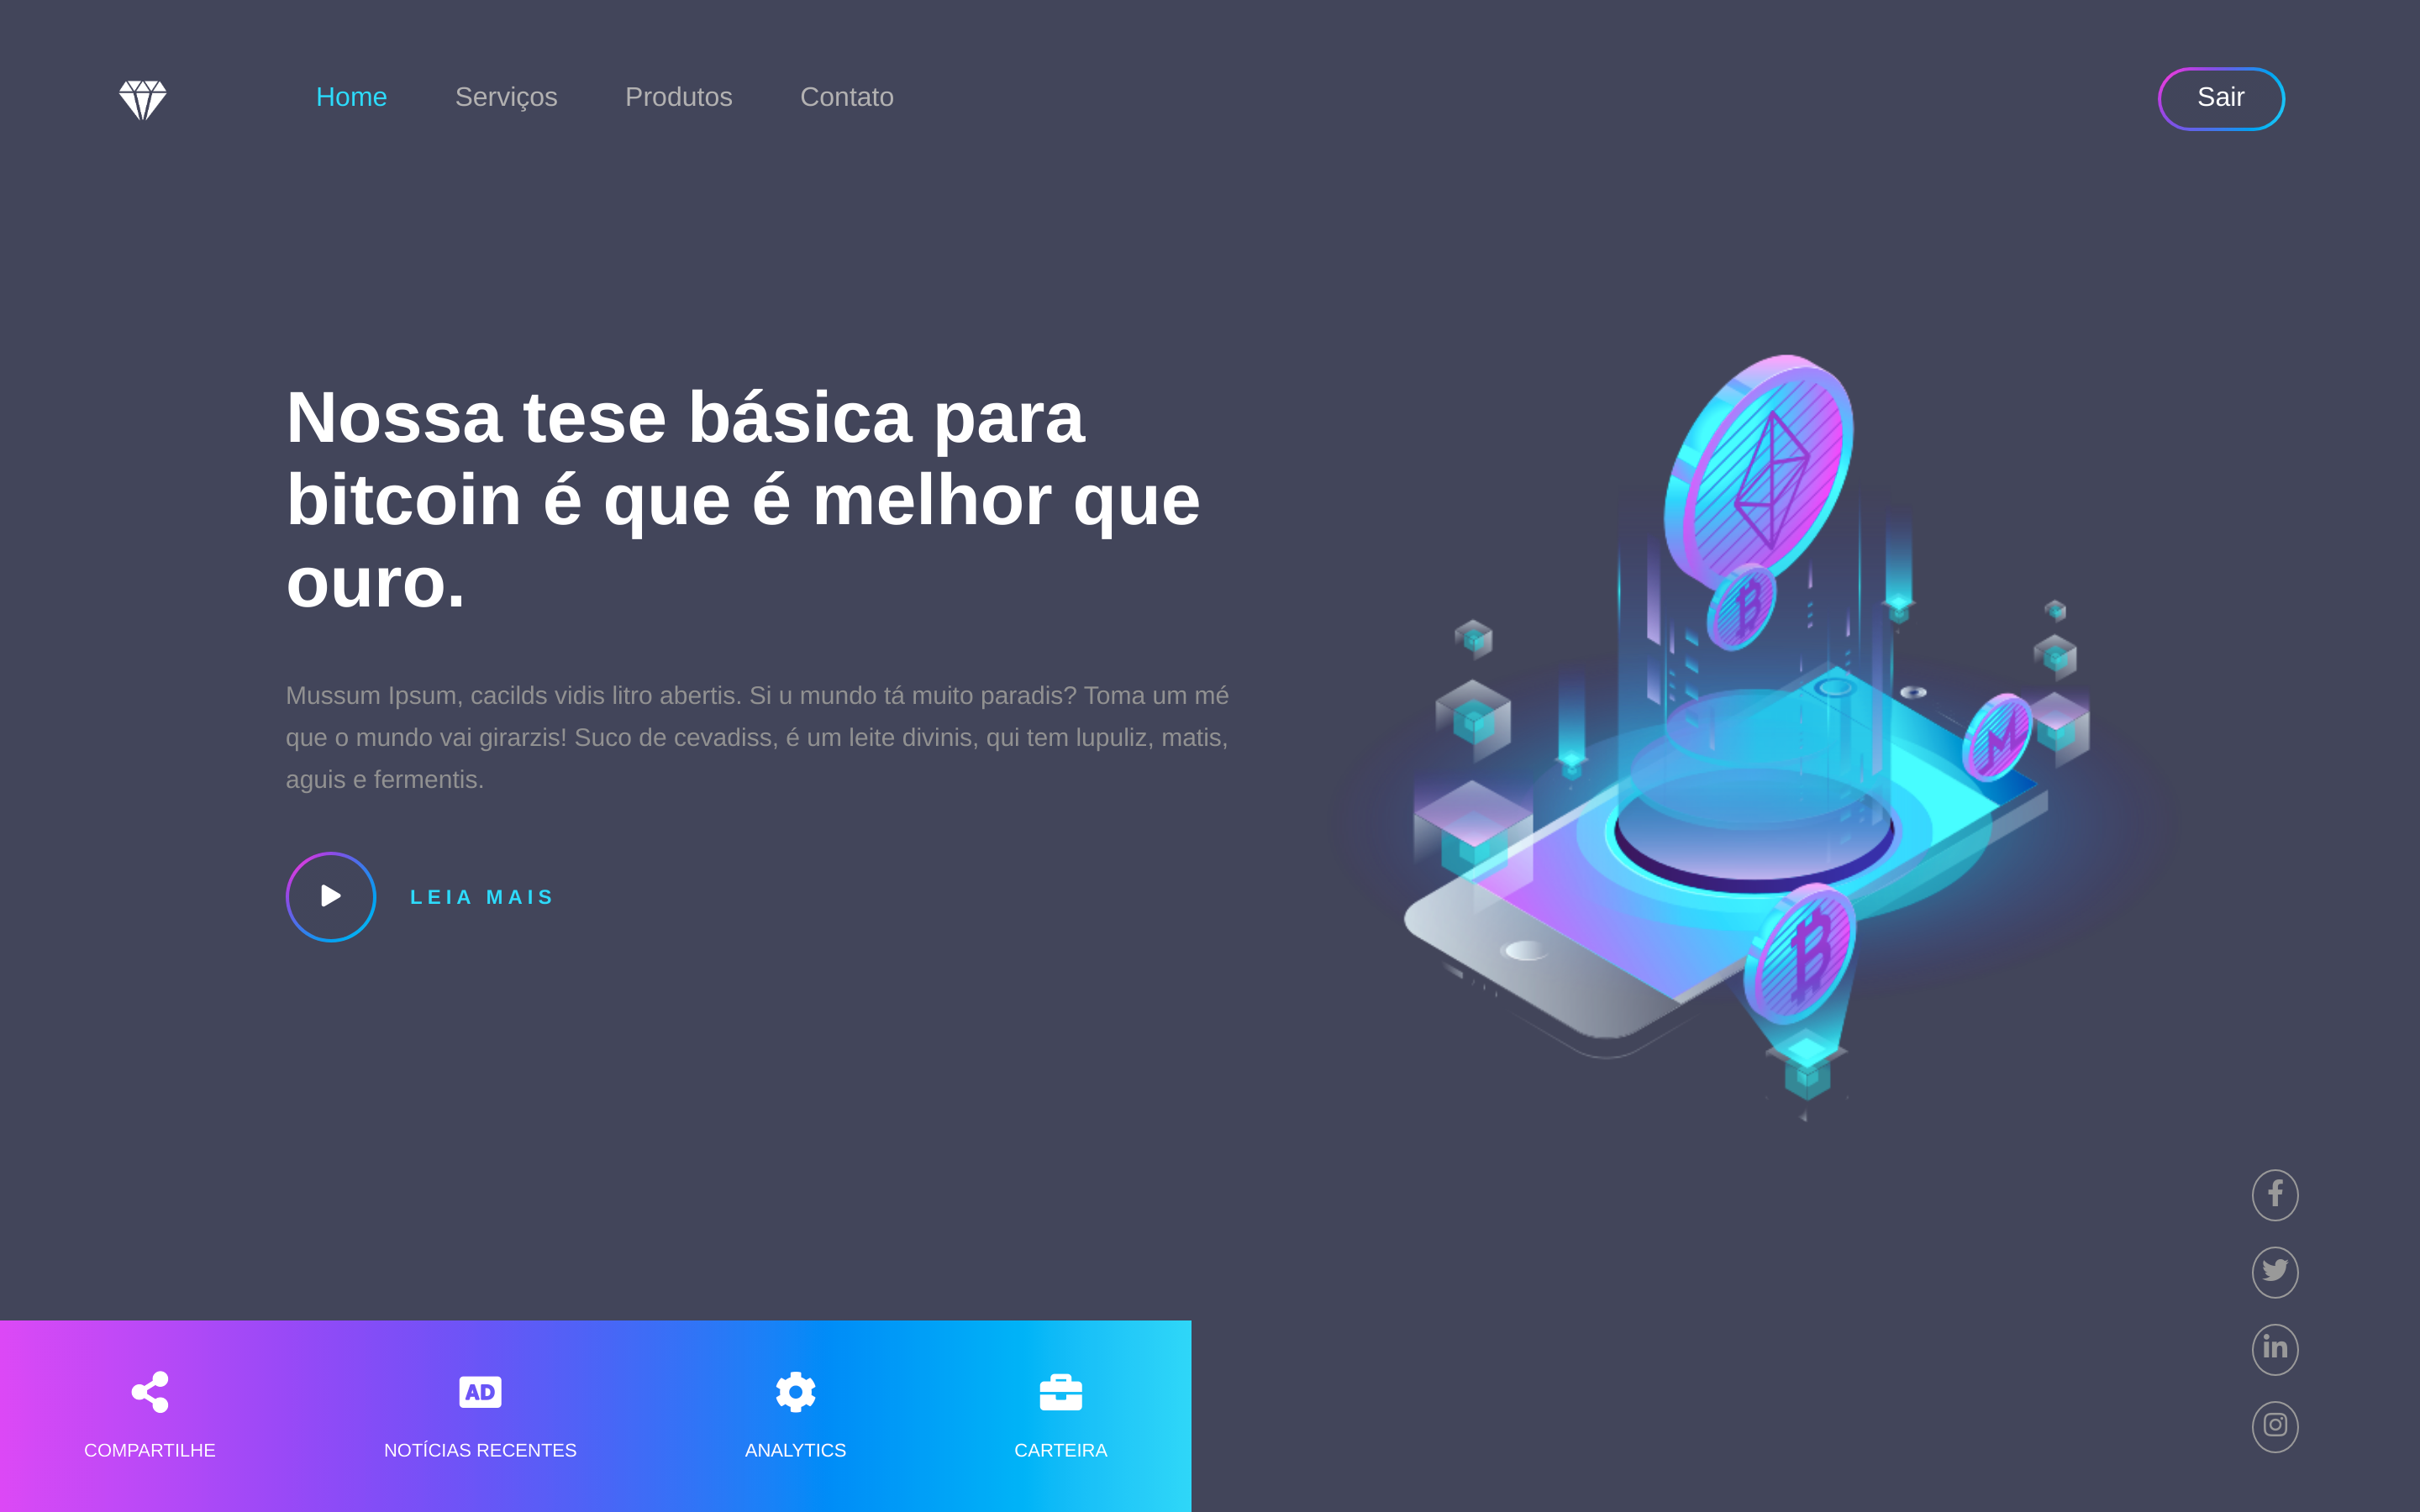 Home Serviços Produtos Contato Sair
Nossa tese básica para
bitcoin é que é melhor que
ouro.
Mussum Ipsum, cacilds vidis litro abertis. Si u mundo tá muito paradis? Toma um mé
que o mundo vai girarzis! Suco de cevadiss, é um leite divinis, qui tem lupuliz, matis,
aguis e fermentis.
LEIA MAIS
AD
COMPARTILHE NOTÍCIAS RECENTES ANALYTICS CARTEIRA